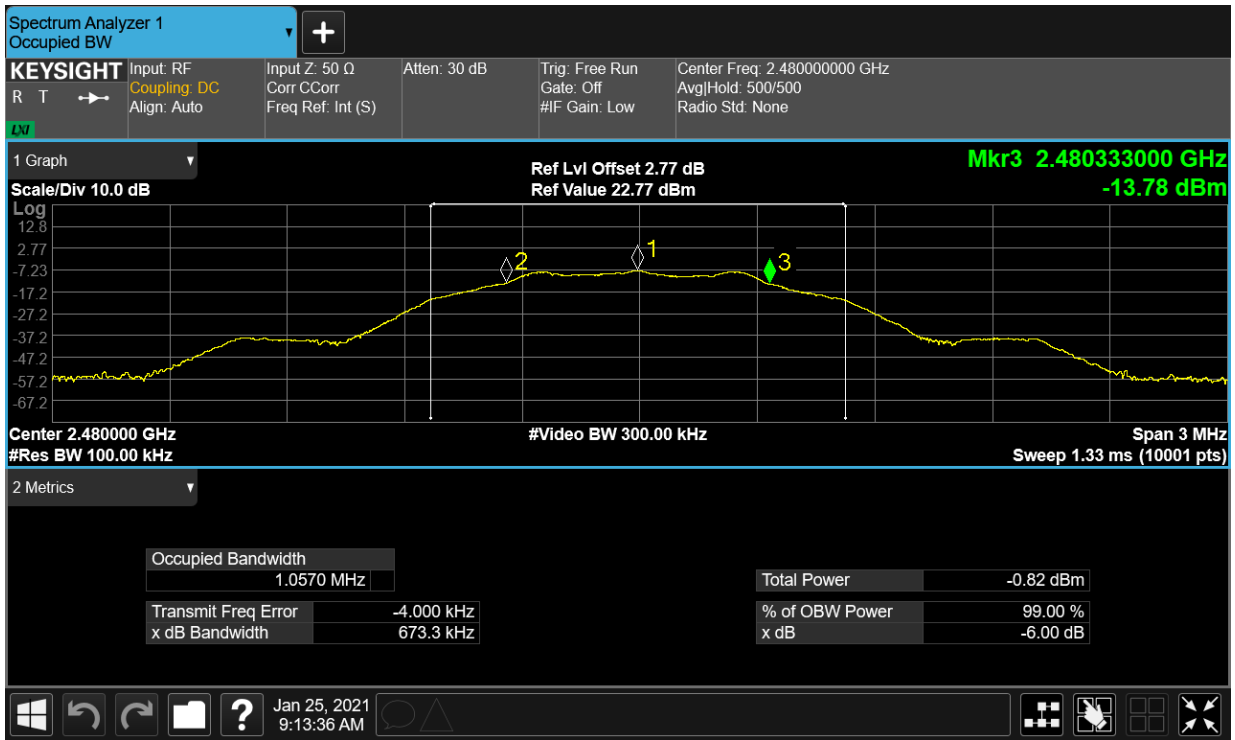 Spectrum Analyzer 1
Occupied BW
KEYSIGHT
R T
LXI
Input: RF
Coupling: DC
Align: Auto
Input Z: 50 Ω
Corr CCorr
Freq Ref: Int (S)
Atten: 30 dB
Trig: Free Run
Gate: Off
#IF Gain: Low
Center Freq: 2.480000000 GHz
Avg|Hold: 500/500
Radio Std: None
1 Graph
Scale/Div 10.0 dB
Ref Lvl Offset 2.77 dB
Ref Value 22.77 dBm
Mkr3 2.480333000 GHz
-13.78 dBm
Log
12.8
2.77
-7.23
-17.2
-27.2
-37.2
-47.2
-57.2
-67.2
2
1
3
Center 2.480000 GHz
#Video BW 300.00 kHz
Span 3 MHz
#Res BW 100.00 kHz
Sweep 1.33 ms (10001 pts)
2 Metrics
Occupied Bandwidth
1.0570 MHz
Total Power -0.82 dBm
Transmit Freq Error -4.000 kHz
% of OBW Power 99.00 %
x dB Bandwidth 673.3 kHz
x dB -6.00 dB
?
Jan 25, 2021
9:13:36 AM